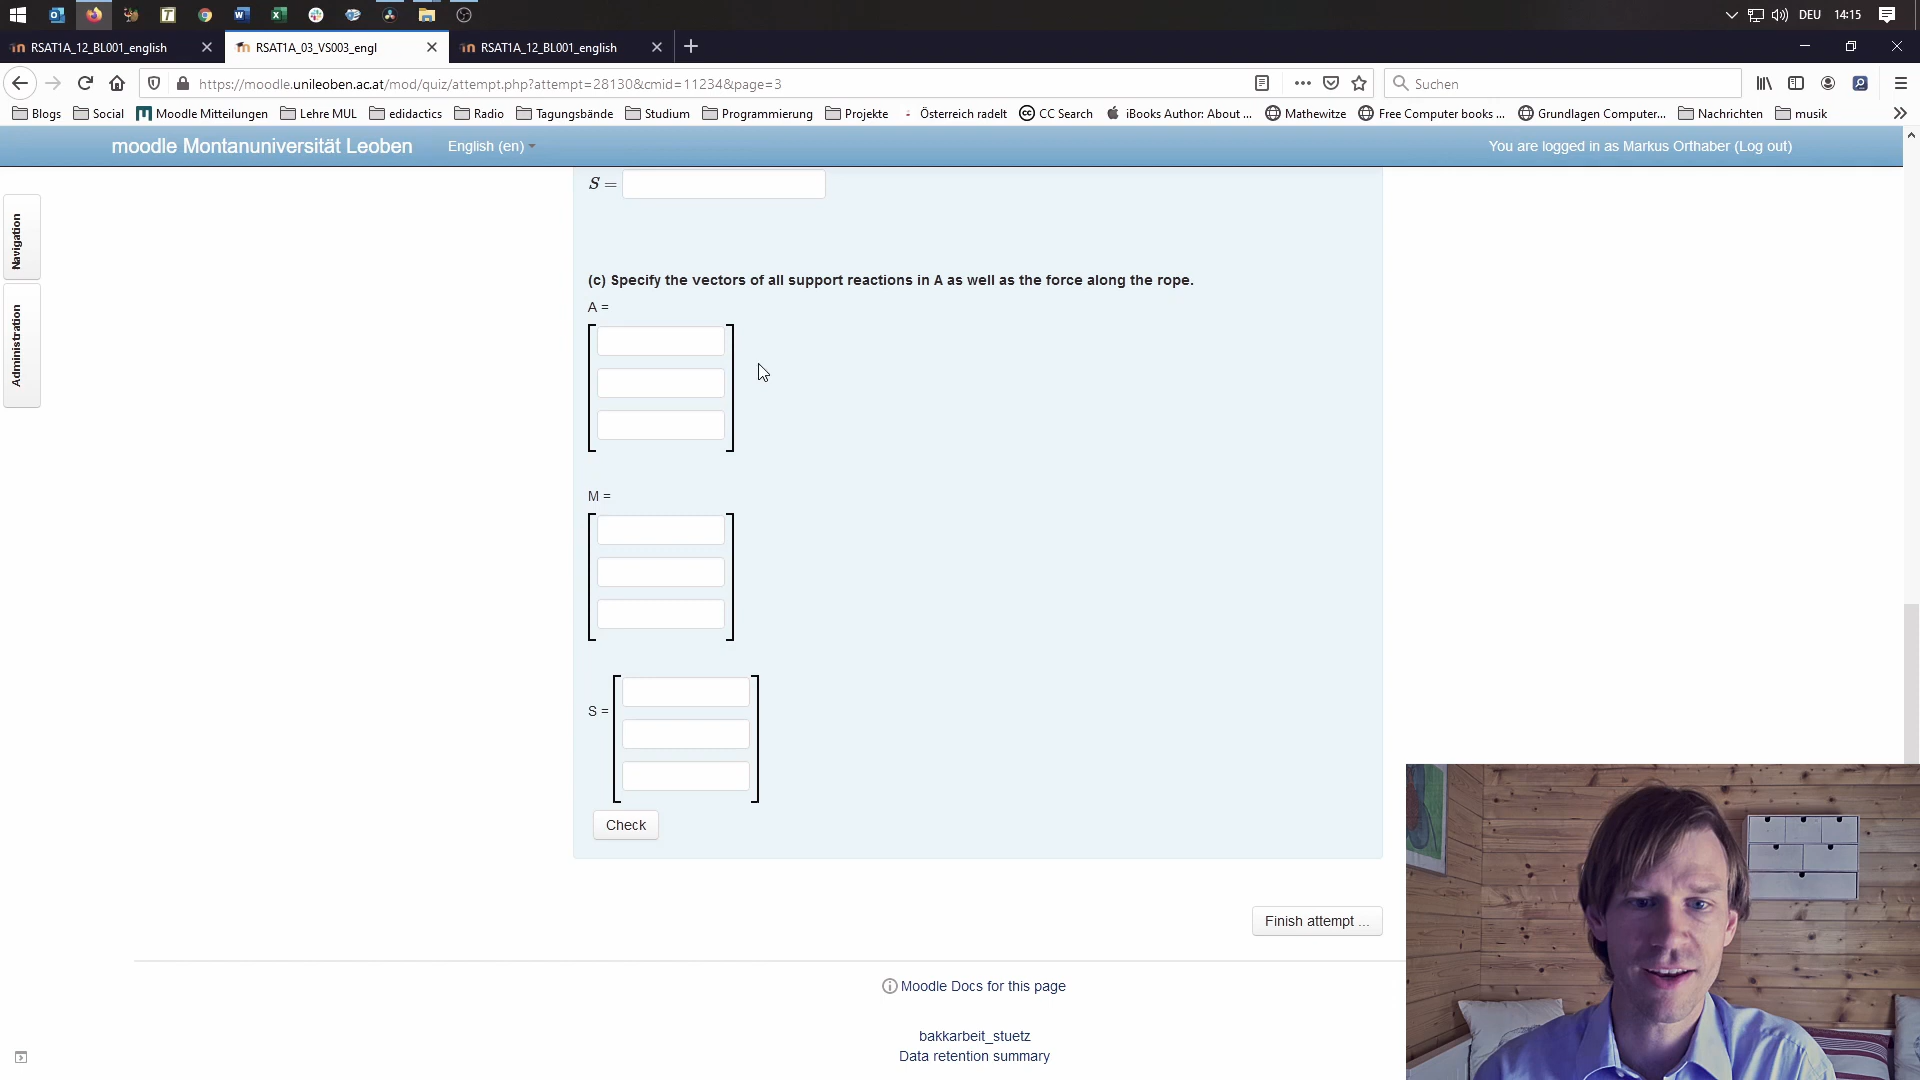 DEU 14:15
RSAT1A_12_BL001_english
RSAT1A_03_VS003_engl
RSAT1A_12_BL001_english
https://moodle.unileoben.ac.at/mod/quiz/attempt.php?attempt=28130&cmid=11234&page=3
Suchen
Blogs Social Moodle Mitteilungen Lehre MUL edidactics Radio Tagungsbände Studium Programmierung Projekte Österreich radelt CC Search iBooks Author: About ... Mathewitze Free Computer books ... Grundlagen Computer... Nachrichten musik
moodle Montanuniversität Leoben English (en) You are logged in as Markus Orthaber (Log out)
Navigation
Administration
S =
(c) Specify the vectors of all support reactions in A as well as the force along the rope.
A =
M =
S =
Check
Finish attempt ...
Moodle Docs for this page
bakkarbeit_stuetz
Data retention summary